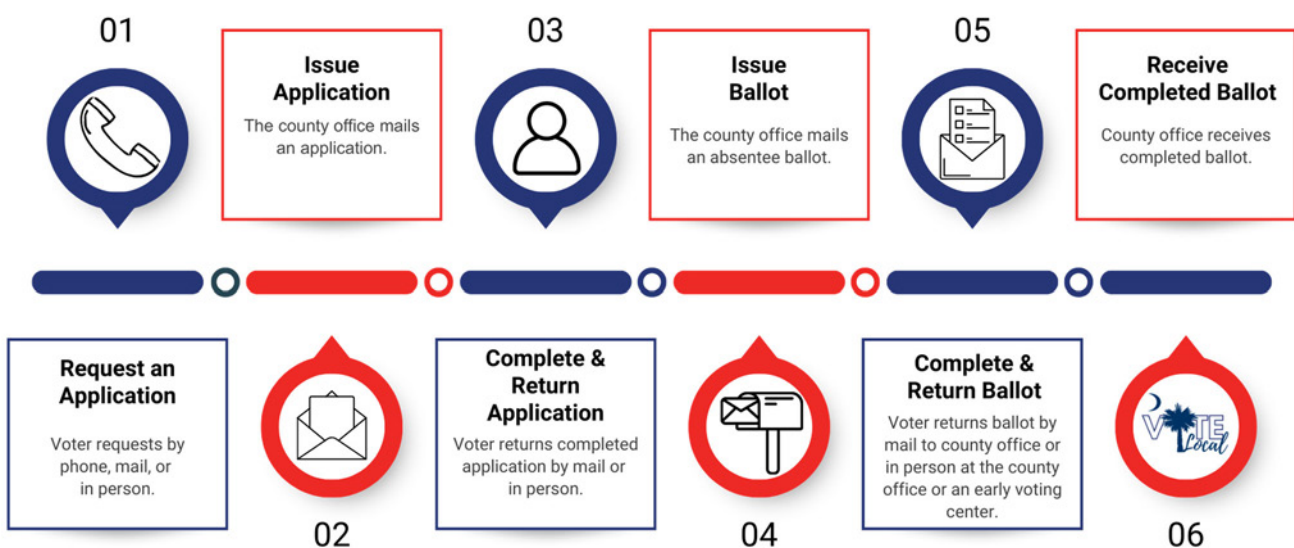 01
03
05
Issue
Application
The county office mails
an application.
Issue
Ballot
The county office mails
an absentee ballot.
Receive
Completed Ballot
County office receives
completed ballot.
Request an
Application
Voter requests by
phone, mail, or
in person.
Complete &
Return
Application
Voter returns completed
application by mail or
in person.
Complete &
Return Ballot
Voter returns ballot by
mail to county office or
in person at the county
office or an early voting
center.
VOTE
Local
02
04
06